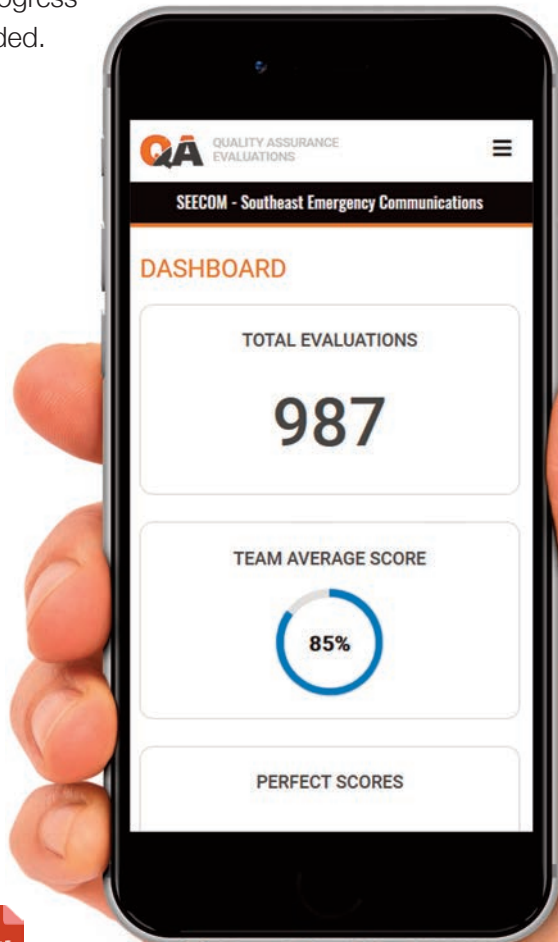 ogress
ded.
QA
QUALITY ASSURANCE
EVALUATIONS
SEECOM - Southeast Emergency Communications
DASHBOARD
TOTAL EVALUATIONS
987
TEAM AVERAGE SCORE
85%
PERFECT SCORES